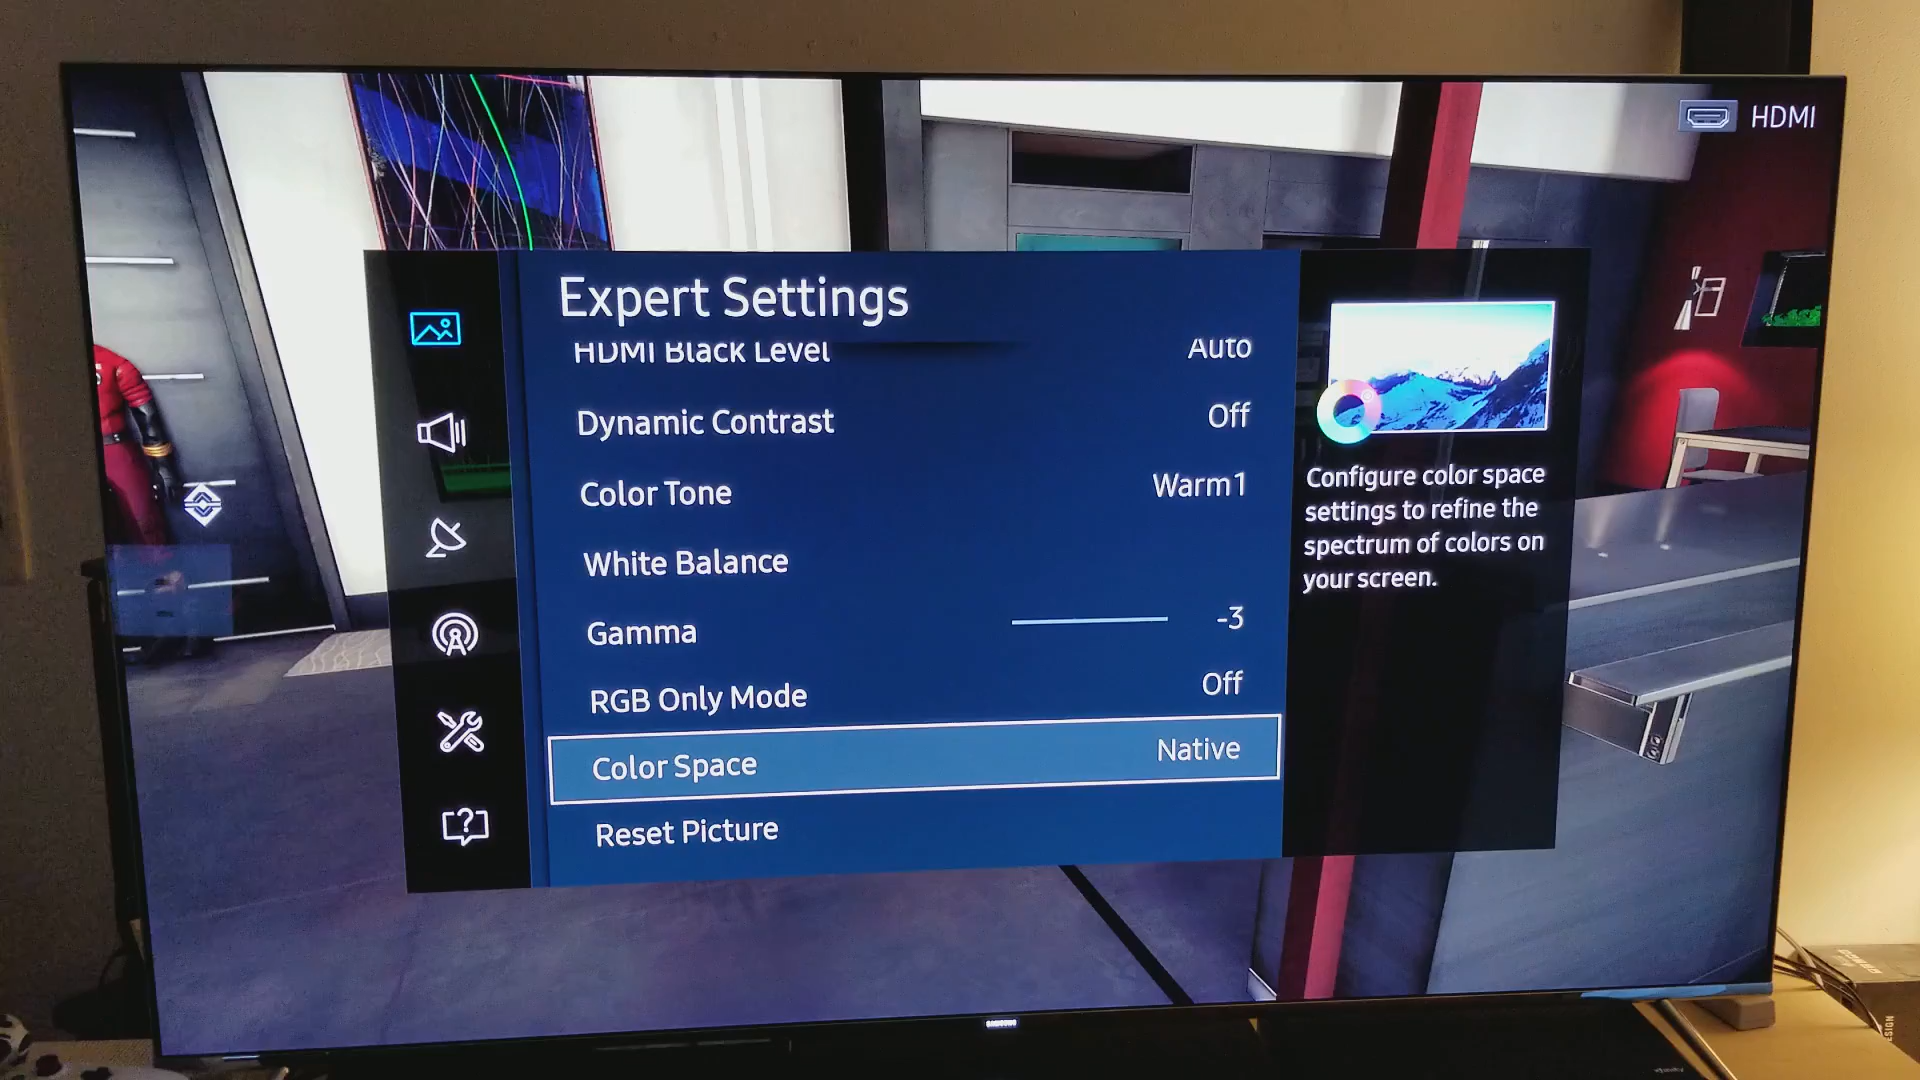 HDMI
Expert Settings
HDMI Black Level Auto
Dynamic Contrast Off
Color Tone Warm1
White Balance
Gamma -3
RGB Only Mode Off
Color Space Native
Reset Picture
Configure color space
settings to refine the
spectrum of colors on
your screen.
SAMSUNG